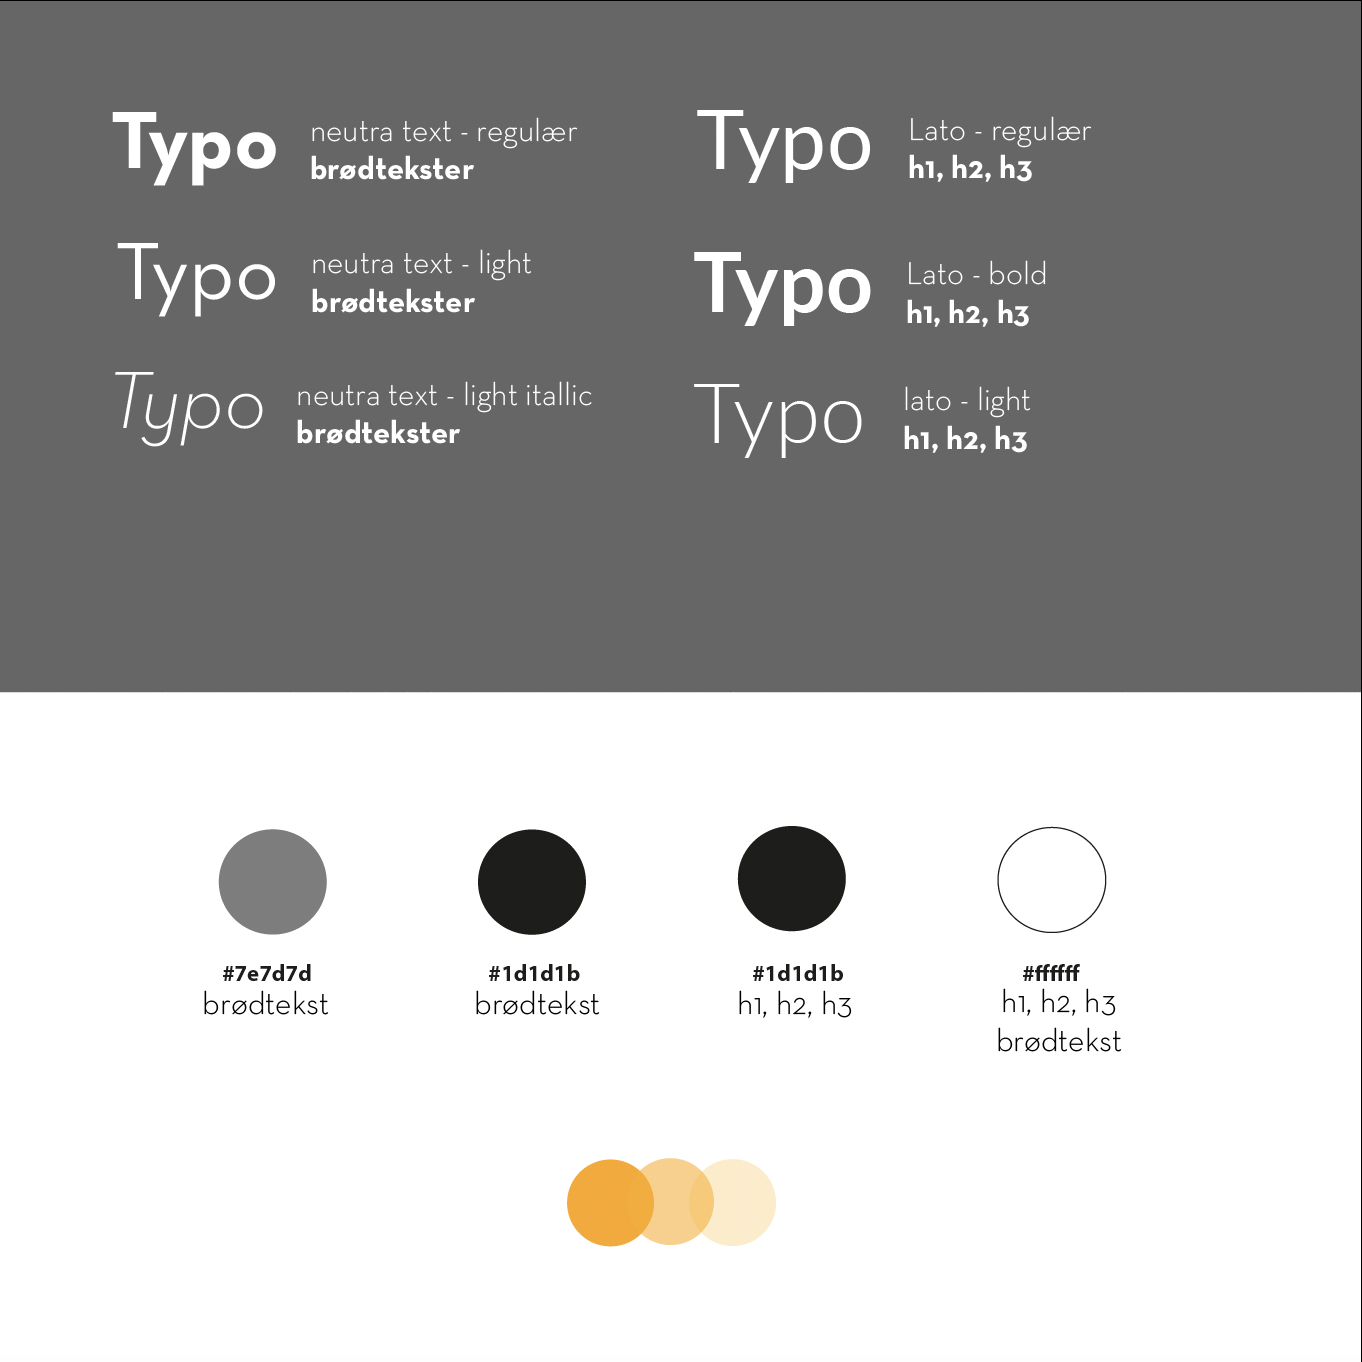 Typo
neutra text - regulær
brødtekster
Typo
Lato - regulær
h1, h2, h3
Typo
neutra text - light
brødtekster
Typo
Lato - bold
h1, h2, h3
Typo
neutra text - light itallic
brødtekster
Typo
lato - light
h1, h2, h3
#7e7d7d
brødtekst
#1d1d1b
brødtekst
#1d1d1b
h1, h2, h3
#ffffff
h1, h2, h3
brødtekst